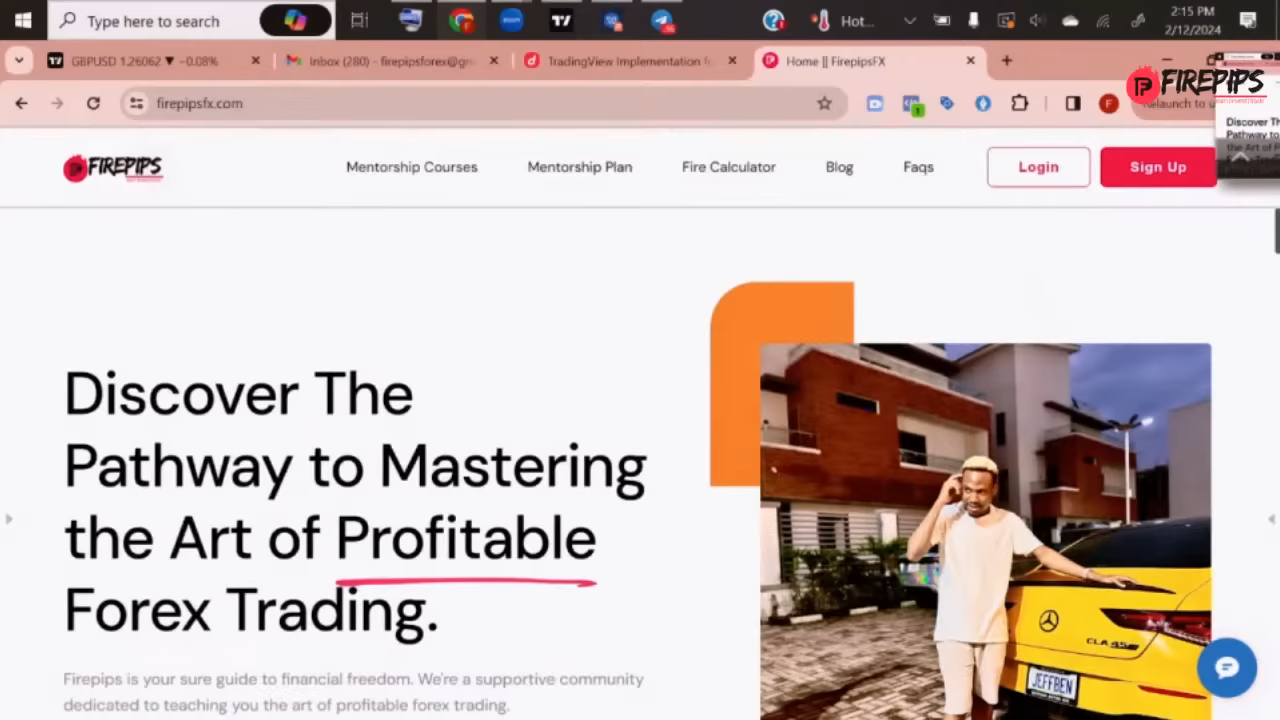 Type here to search
Hot...
2:15 PM
2/12/2024
GBPUSD 1.26062 ▼ −0.08%
Inbox (280) - firepipsforex@gm
TradingView Implementation f
Home || FirepipsFX
firepipsfx.com
Relaunch to u
FIREPIPS
Discover Th
Pathway to
the Art of P
FIREPIPS
Mentorship Courses
Mentorship Plan
Fire Calculator
Blog
Faqs
Login
Sign Up
Discover The
Pathway to Mastering
the Art of Profitable
Forex Trading.
CLA 45
JEFFBEN
Firepips is your sure guide to financial freedom. We're a supportive community
dedicated to teaching you the art of profitable forex trading.